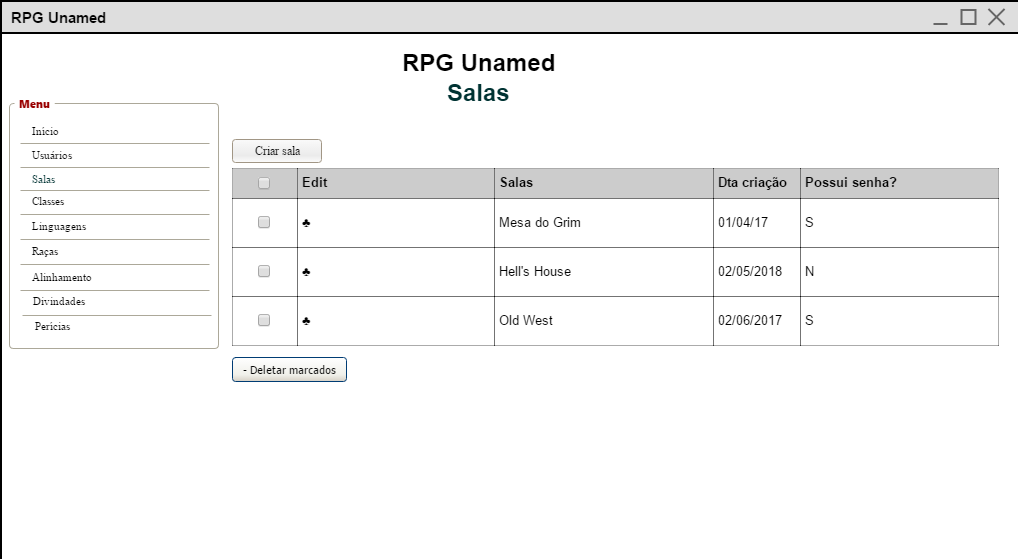 RPG Unamed
RPG Unamed
Salas
Menu
Início
Usuários
Salas
Classes
Linguagens
Raças
Alinhamento
Divindades
Perícias
Criar sala
Edit Salas Dta criação Possui senha?
♣ Mesa do Grim 01/04/17 S
♣ Hell's House 02/05/2018 N
♣ Old West 02/06/2017 S
- Deletar marcados